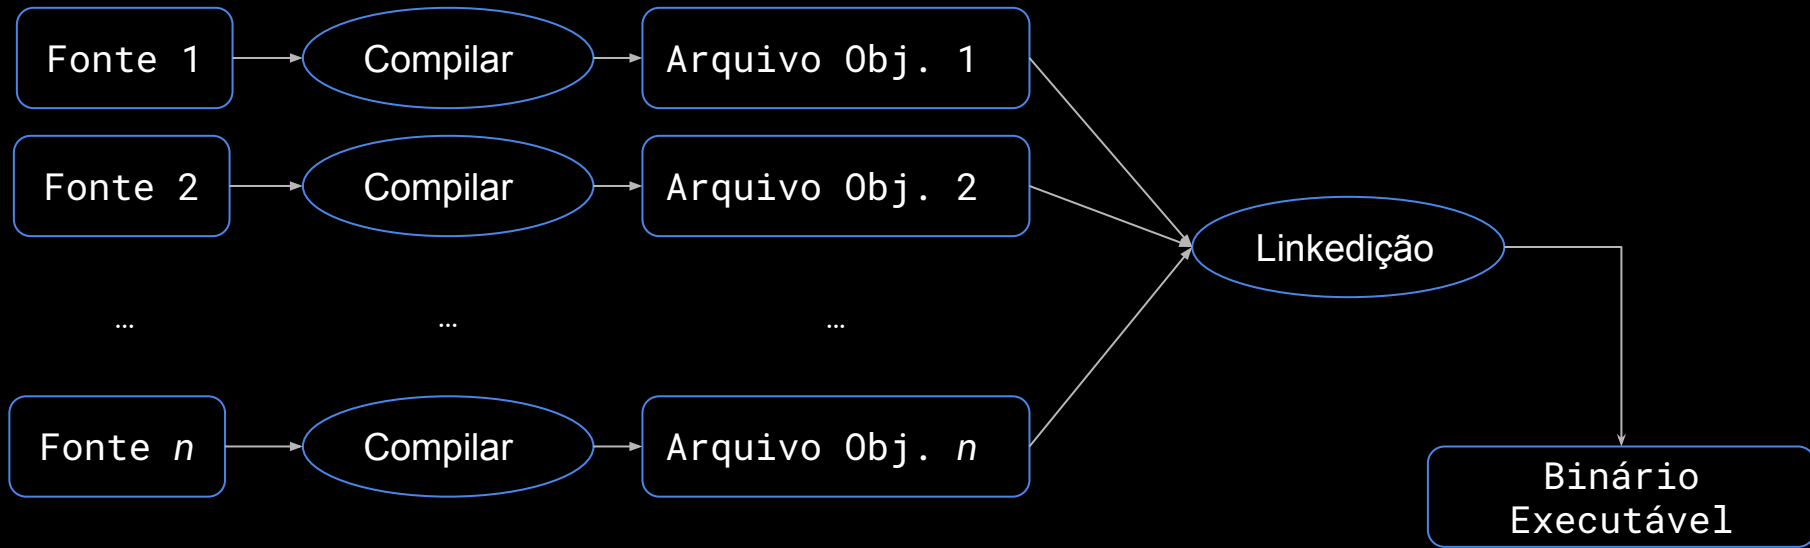 Fonte 1
Compilar
Arquivo Obj. 1
Fonte 2
Compilar
Arquivo Obj. 2
Linkedição
…
…
…
Fonte n
Compilar
Arquivo Obj. n
Binário
Executável